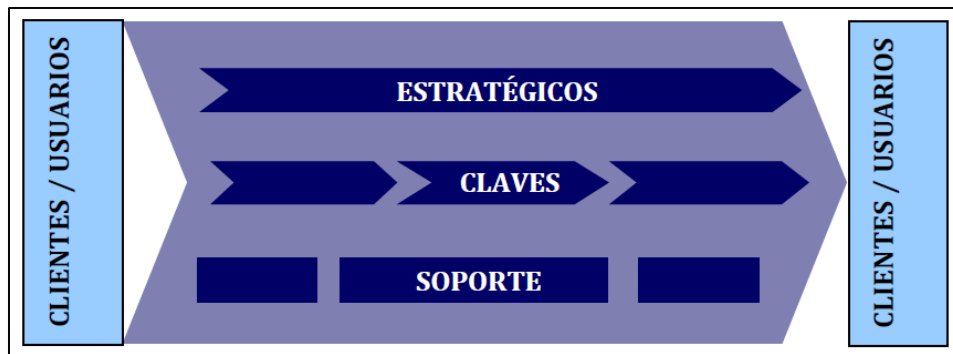 CLIENTES / USUARIOS
ESTRATÉGICOS
CLAVES
SOPORTE
CLIENTES / USUARIOS